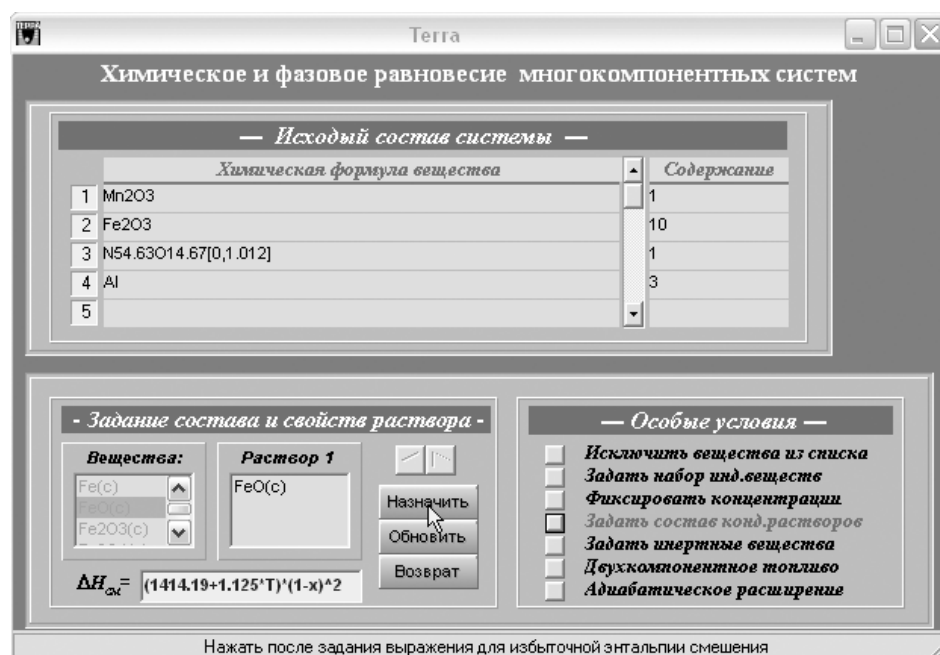 Terra
Химическое и фазовое равновесие многокомпонентных систем
— Исходый состав системы —
Химическая формула вещества Содержание
1 Mn2O3 1
2 Fe2O3 10
3 N54.63O14.67[0,1.012] 1
4 Al 3
5
- Задание состава и свойств раствора -
Вещества: Раствор 1
Fe(c)
FeO(c)
Fe2O3(c)
FeO(c)
Назначить
Обновить
Возврат
ΔHсм= (1414.19+1.125*T)*(1-x)^2
— Особые условия —
Исключить вещества из списка
Задать набор инд.веществ
Фиксировать концентрации
Задать состав конд.растворов
Задать инертные вещества
Двухкомпонентное топливо
Адиабатическое расширение
Нажать после задания выражения для избыточной энтальпии смешения